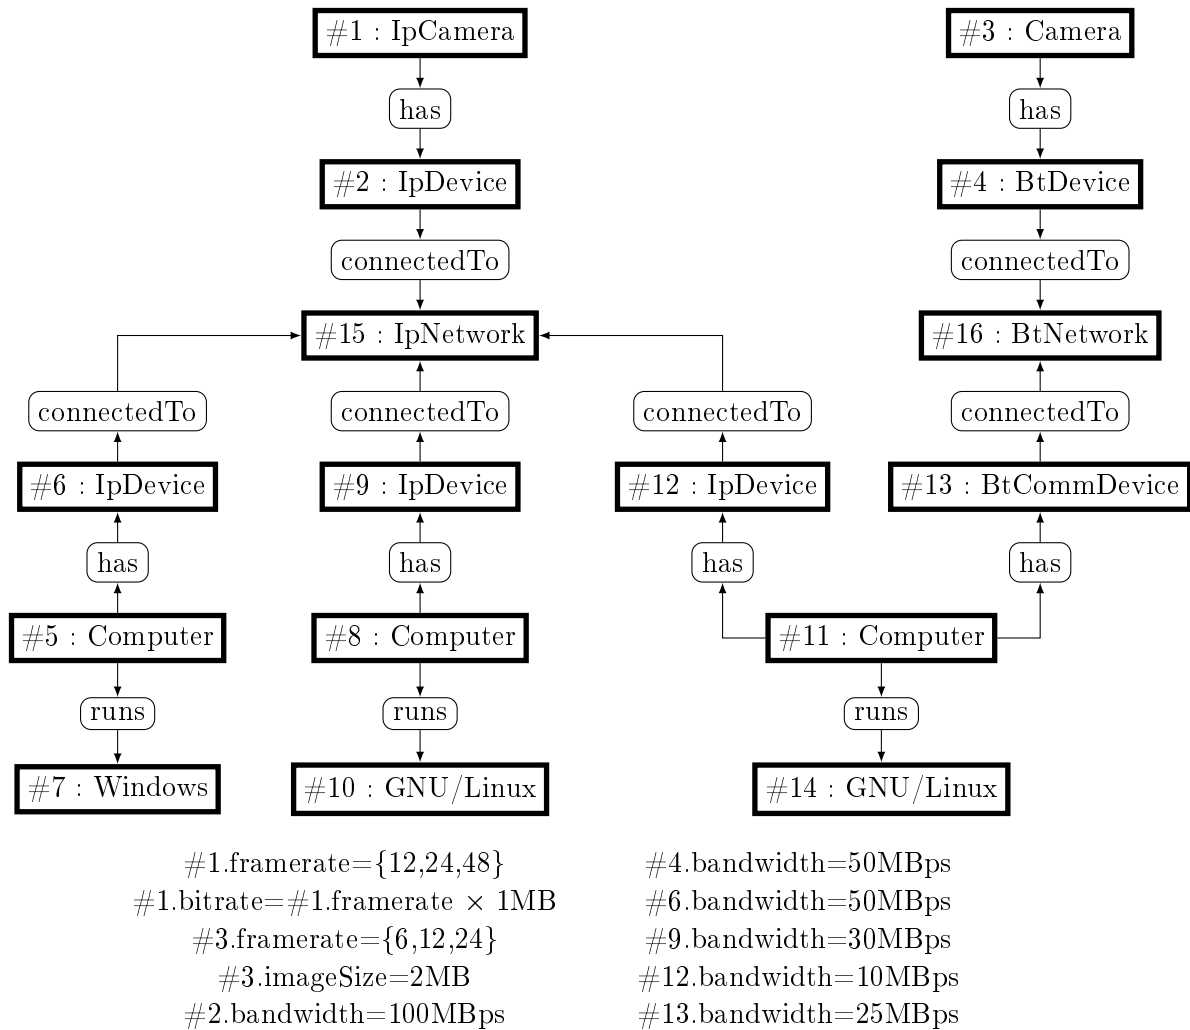 #1 : IpCamera
#3 : Camera
has
has
#2 : IpDevice
#4 : BtDevice
connectedTo
connectedTo
#15 : IpNetwork
#16 : BtNetwork
connectedTo
connectedTo
connectedTo
connectedTo
#6 : IpDevice
#9 : IpDevice
#12 : IpDevice
#13 : BtCommDevice
has
has
has
has
#5 : Computer
#8 : Computer
#11 : Computer
runs
runs
runs
#7 : Windows
#10 : GNU/Linux
#14 : GNU/Linux
#1.framerate={12,24,48}
#1.bitrate=#1.framerate × 1MB
#3.framerate={6,12,24}
#3.imageSize=2MB
#2.bandwidth=100MBps
#4.bandwidth=50MBps
#6.bandwidth=50MBps
#9.bandwidth=30MBps
#12.bandwidth=10MBps
#13.bandwidth=25MBps